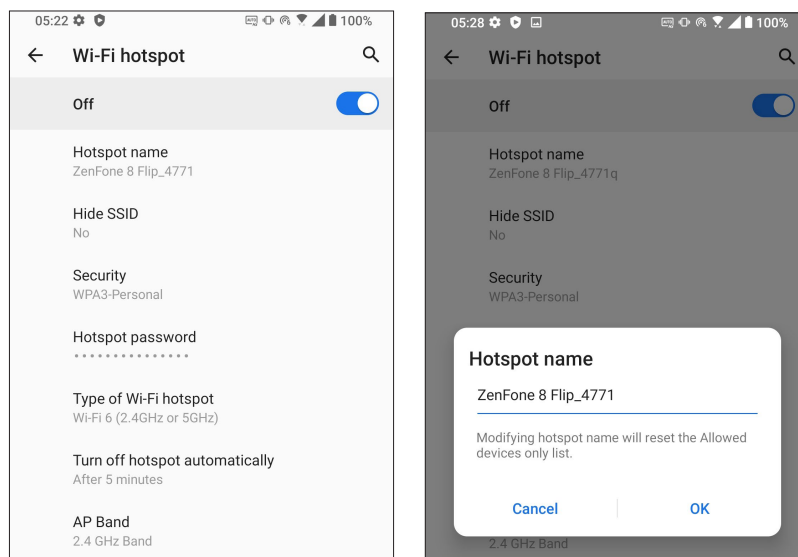 05:22
100%
Wi-Fi hotspot
Off
Hotspot name
ZenFone 8 Flip_4771
Hide SSID
No
Security
WPA3-Personal
Hotspot password
Type of Wi-Fi hotspot
Wi-Fi 6 (2.4GHz or 5GHz)
Turn off hotspot automatically
After 5 minutes
AP Band
2.4 GHz Band
05:28
100%
Wi-Fi hotspot
Off
Hotspot name
ZenFone 8 Flip_4771q
Hide SSID
No
Security
WPA3-Personal
Hotspot name
ZenFone 8 Flip_4771
Modifying hotspot name will reset the Allowed
devices only list.
Cancel
OK
2.4 GHz Band